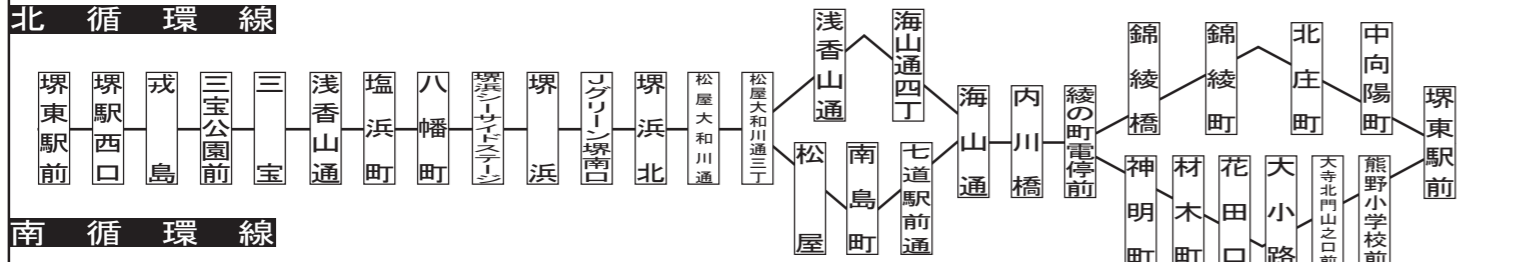 北循環線
堺東駅前
堺駅西口
戎島
三宝公園前
三宝
浅香山通
塩浜町
八幡町
堺浜シーサイドステージ
堺浜
Jグリーン堺南口
堺浜北
松屋大和川通
松屋大和川通三丁
浅香山通
海山通四丁
松屋
南島町
七道駅前通
海山通
内川橋
綾の町電停前
錦綾橋
錦綾町
北庄町
中向陽町
神明町
材木町
花田口
大小路
大寺北門山之口前
熊野小学校前
堺東駅前
南循環線